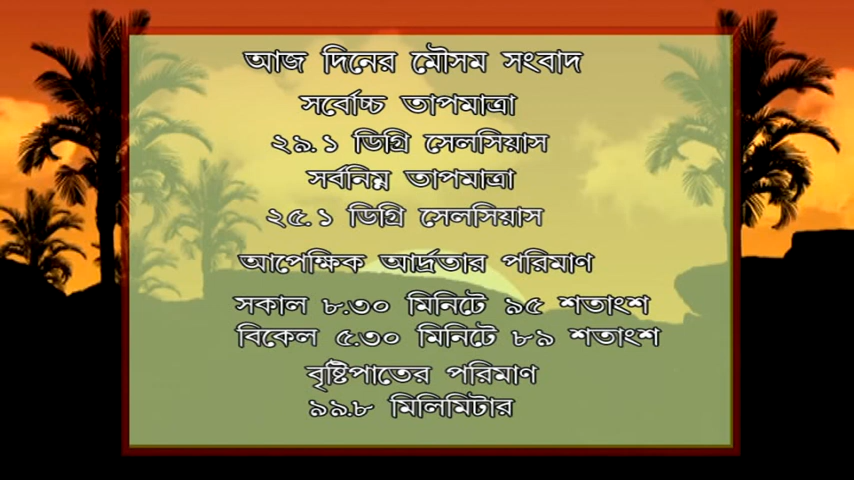 আজ দিনের মৌসম সংবাদ
সর্বোচ্চ তাপমাত্রা
২৯.১ ডিগ্রি সেলসিয়াস
সর্বনিম্ন তাপমাত্রা
২৫.১ ডিগ্রি সেলসিয়াস
আপেক্ষিক আর্দ্রতার পরিমাণ
সকাল ৮.৩০ মিনিটে ৯৫ শতাংশ
বিকেল ৫.৩০ মিনিটে ৮৯ শতাংশ
বৃষ্টিপাতের পরিমাণ
৯৯.৮ মিলিমিটার